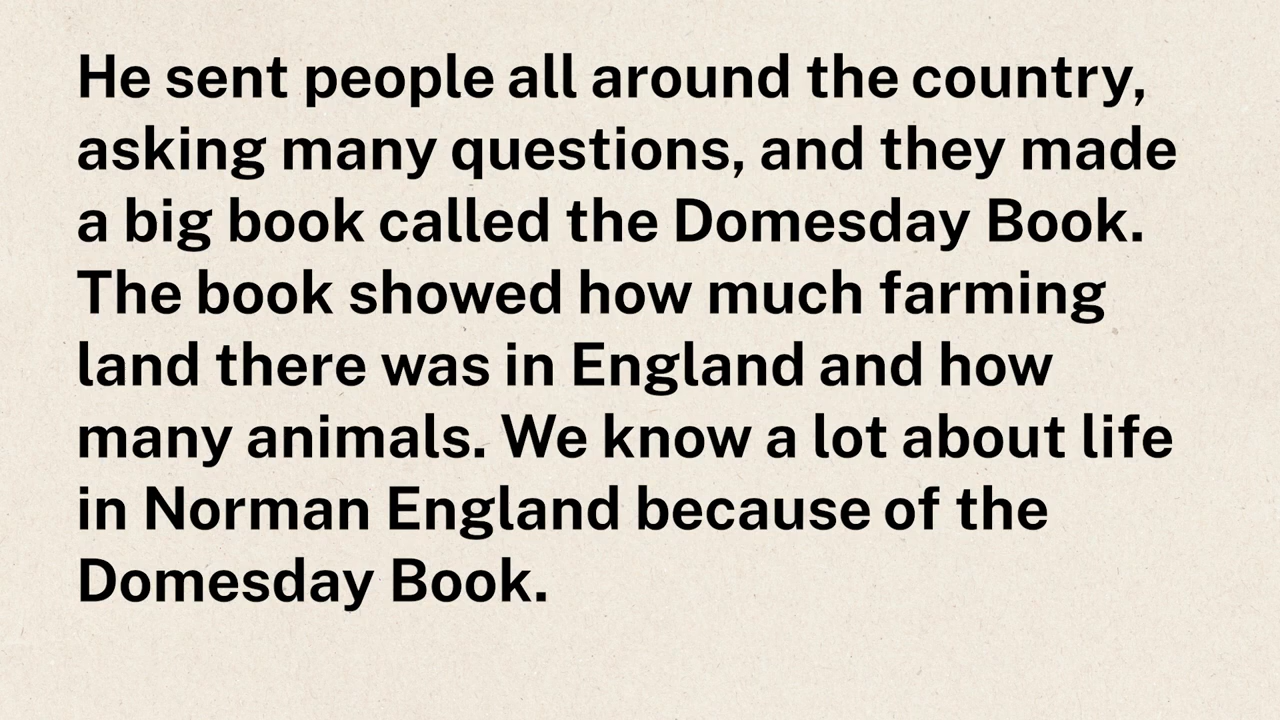 He sent people all around the country,
asking many questions, and they made
a big book called the Domesday Book.
The book showed how much farming
land there was in England and how
many animals. We know a lot about life
in Norman England because of the
Domesday Book.